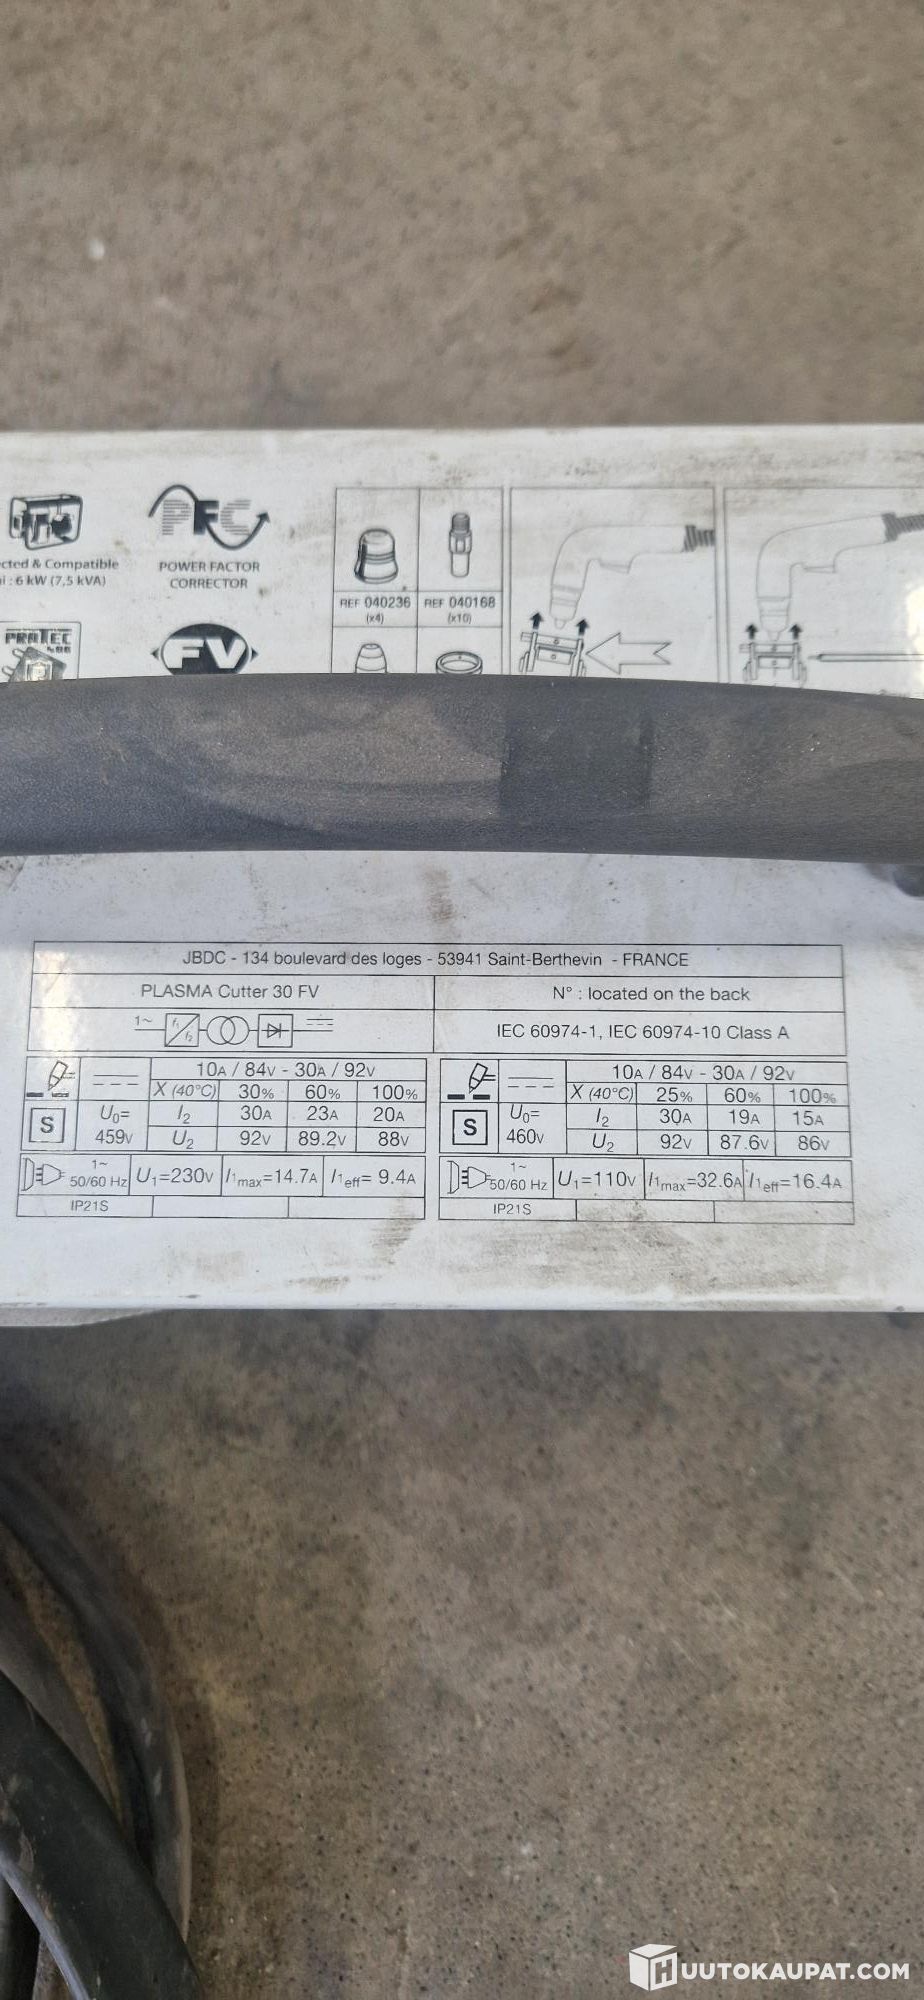 PFC
cted & Compatible
i : 6 kW (7,5 kVA)
POWER FACTOR
CORRECTOR
REF 040236
(x4)
REF 040168
(x10)
PROTEC
FV
JBDC - 134 boulevard des loges - 53941 Saint-Berthevin - FRANCE
PLASMA Cutter 30 FV
N° : located on the back
1~ f1 f2
IEC 60974-1, IEC 60974-10 Class A
10A / 84V - 30A / 92V
X (40°C) 30% 60% 100%
S U0= 459V I2 30A 23A 20A
U2 92V 89.2V 88V
1~ 50/60 Hz U1=230V I1max=14.7A I1eff= 9.4A
IP21S
10A / 84V - 30A / 92V
X (40°C) 25% 60% 100%
S U0= 460V I2 30A 19A 15A
U2 92V 87.6V 86V
1~ 50/60 Hz U1=110V I1max=32.6A I1eff=16.4A
IP21S
HUUTOKAUPAT.COM